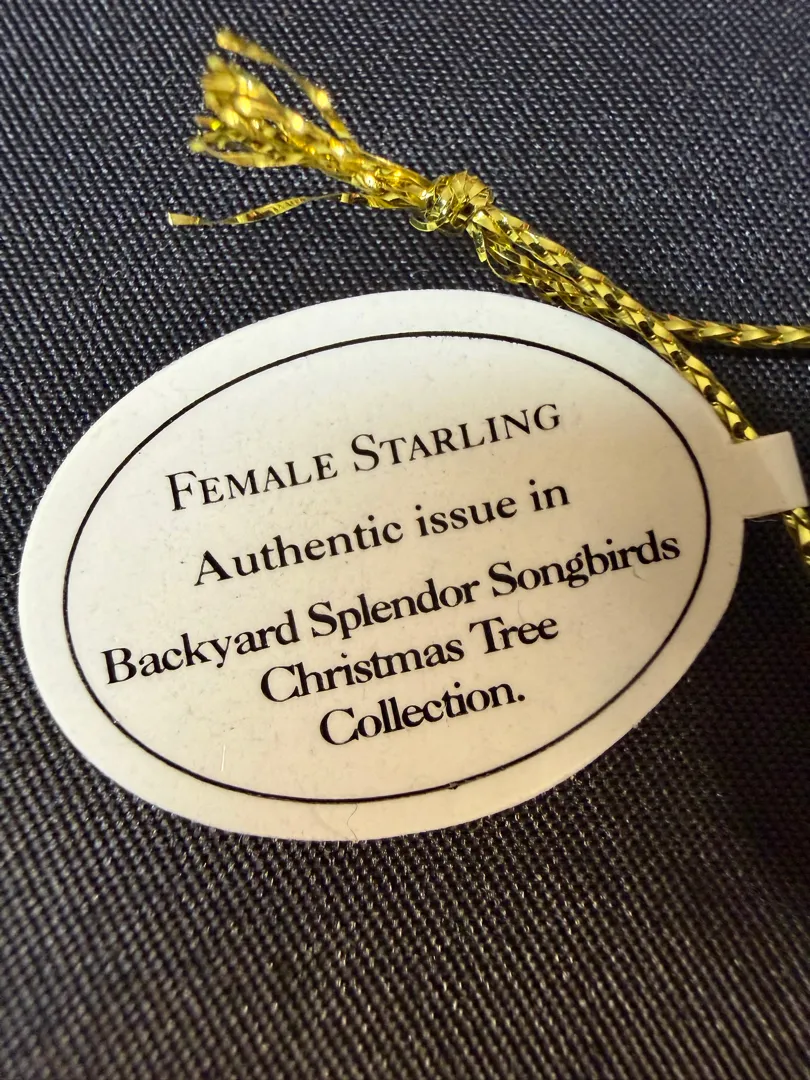 FEMALE STARLING
Authentic issue in
Backyard Splendor Songbirds
Christmas Tree
Collection.